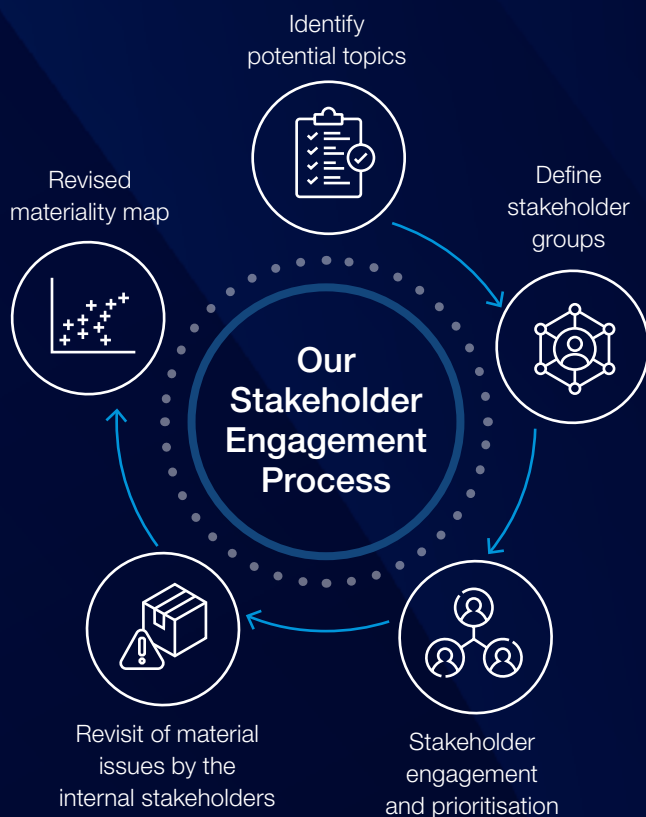 Identify
potential topics
Define
stakeholder
groups
Stakeholder
engagement
and prioritisation
Revisit of material
issues by the
internal stakeholders
Revised
materiality map
Our
Stakeholder
Engagement
Process